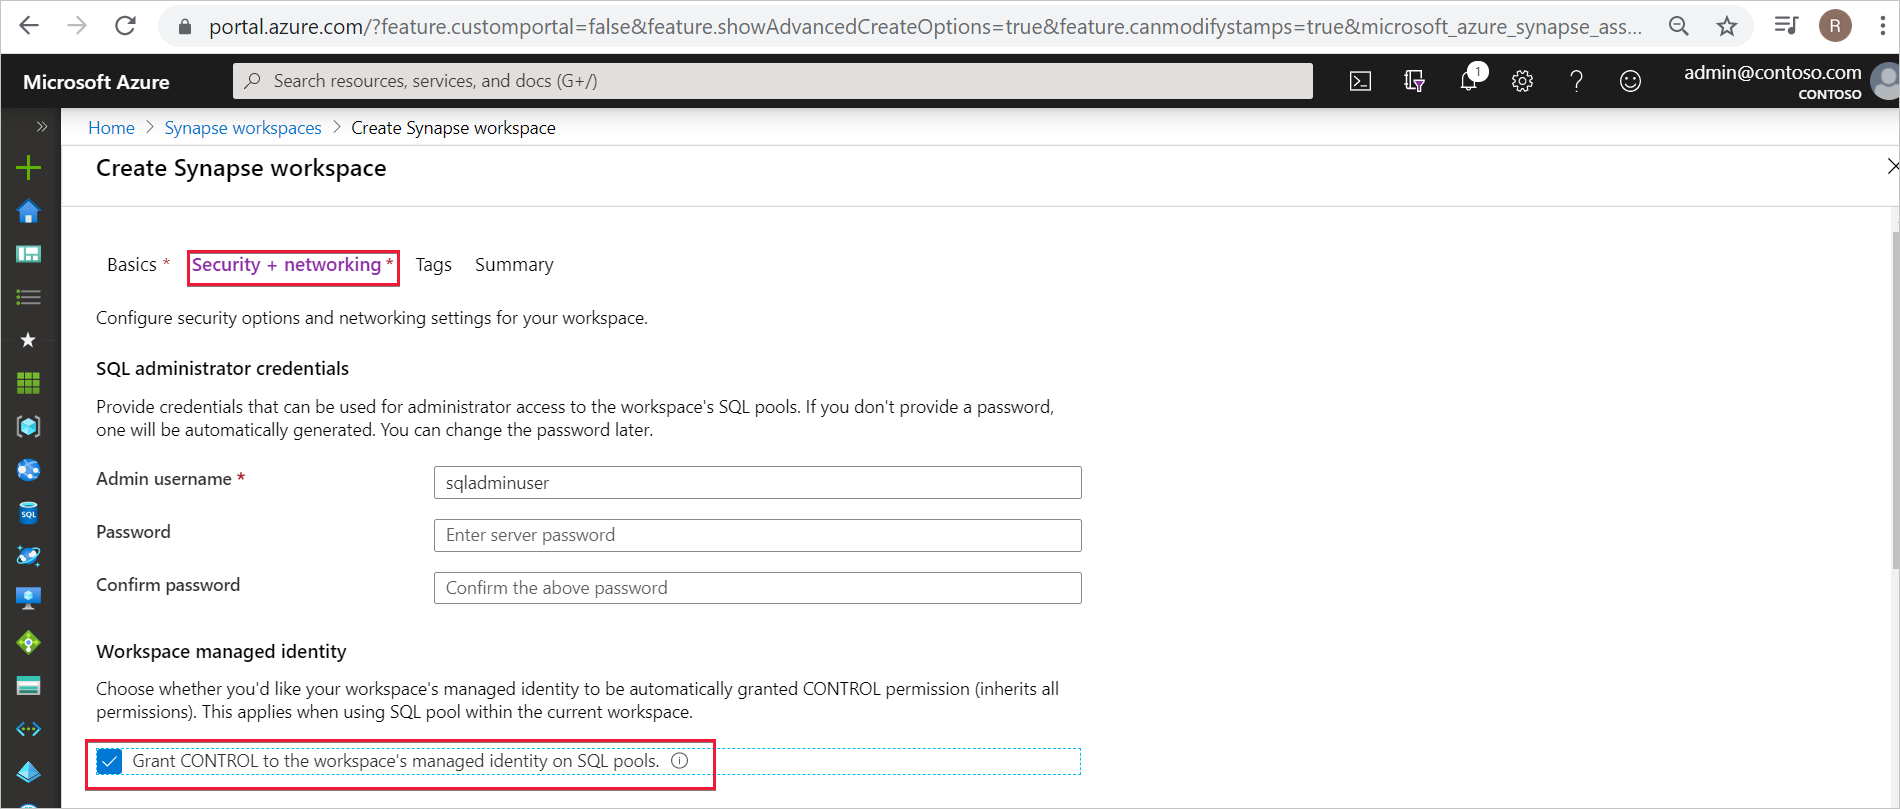 portal.azure.com/?feature.customportal=false&feature.showAdvancedCreateOptions=true&feature.canmodifystamps=true&microsoft_azure_synapse_ass...
R
Microsoft Azure
Search resources, services, and docs (G+/)
1
admin@contoso.com
CONTOSO
Home > Synapse workspaces > Create Synapse workspace
Create Synapse workspace
Basics * Security + networking * Tags Summary
Configure security options and networking settings for your workspace.
SQL administrator credentials
Provide credentials that can be used for administrator access to the workspace's SQL pools. If you don't provide a password,
one will be automatically generated. You can change the password later.
Admin username *
sqladminuser
Password
Enter server password
Confirm password
Confirm the above password
Workspace managed identity
Choose whether you'd like your workspace's managed identity to be automatically granted CONTROL permission (inherits all
permissions). This applies when using SQL pool within the current workspace.
Grant CONTROL to the workspace's managed identity on SQL pools.
SQL